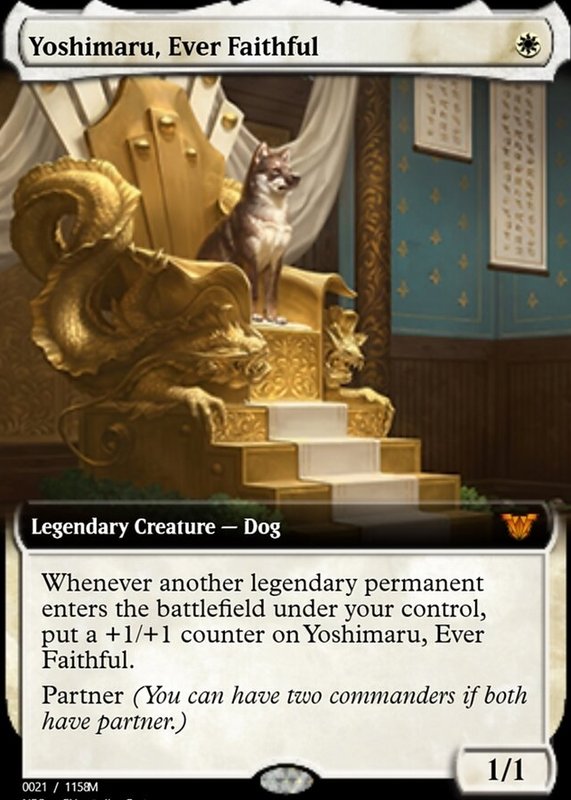 Yoshimaru, Ever Faithful
Legendary Creature — Dog
Whenever another legendary permanent
enters the battlefield under your control,
put a +1/+1 counter on Yoshimaru, Ever
Faithful.
Partner (You can have two commanders if both
have partner.)
1/1
0021 / 1158M